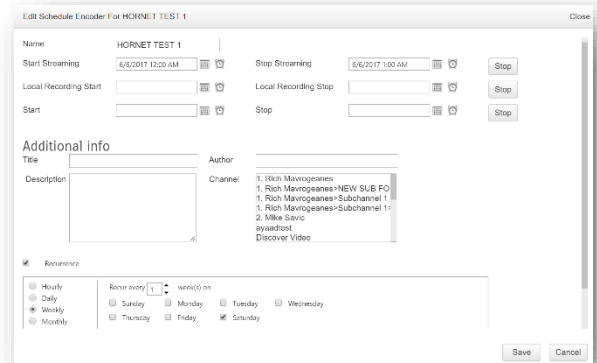 Edit Schedule Encoder For HORNET TEST 1 Close
Name HORNET TEST 1
Start Streaming 6/6/2017 12:00 AM Stop Streaming 6/6/2017 1:00 AM Stop
Local Recording Start Local Recording Stop Stop
Start Stop Stop
Additional info
Title Author
Description Channel 1. Rich Mavrogeanes
1. Rich Mavrogeanes>NEW SUB FO
1. Rich Mavrogeanes>Subchannel 1
1. Rich Mavrogeanes>Subchannel 1>
2. Mike Savic
ayaadtest
Discover Video
Recurrence
Hourly Recur every 1 week(s) on
Daily Sunday Monday Tuesday Wednesday
Weekly Thursday Friday Saturday
Monthly
Save Cancel